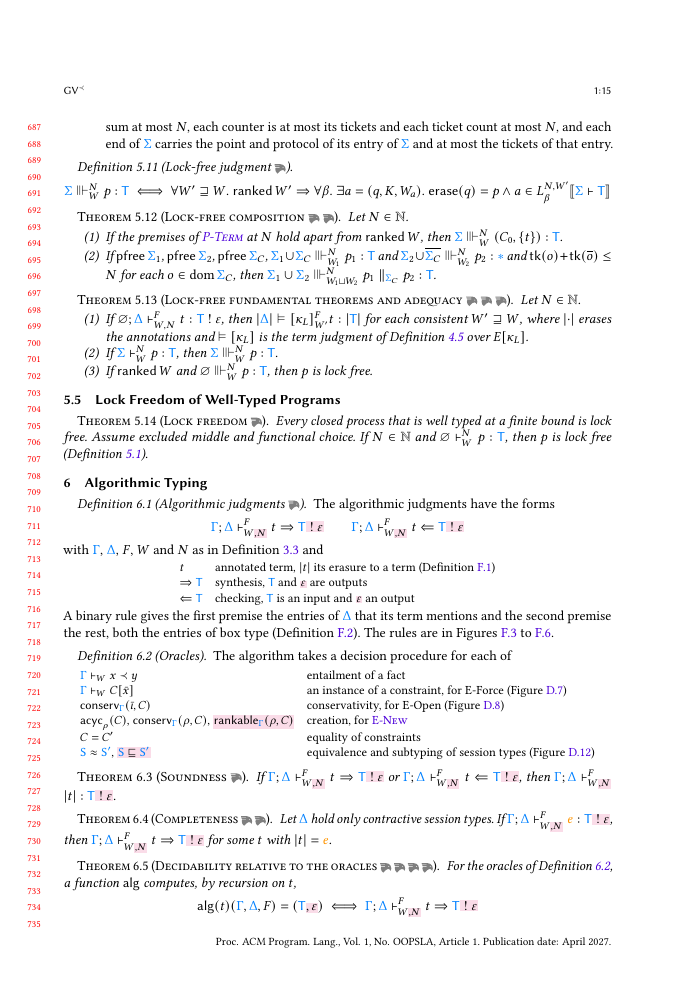 GV≺ 1:15
687 sum at most N, each counter is at most its tickets and each ticket count at most N, and each
688 end of Σ carries the point and protocol of its entry of Σ and at most the tickets of that entry.
689 Definition 5.11 (Lock-free judgment ).
690
691 Σ ⊪ᴺ_W p : T ⟺ ∀W′ ⊒ W. ranked W′ ⇒ ∀β. ∃a = (q, K, W_a). erase(q) = p ∧ a ∈ L^{N,W′}_β⟦Σ ⊢ T⟧
692 Theorem 5.12 (Lock-free composition ). Let N ∈ ℕ.
693 (1) If the premises of P-Term at N hold apart from ranked W, then Σ ⊪ᴺ_W (C₀, {t}) : T.
694 (2) If pfree Σ₁, pfree Σ₂, pfree Σ_C, Σ₁∪Σ_C ⊪ᴺ_{W₁} p₁ : T and Σ₂∪Σ̅_C̅ ⊪ᴺ_{W₂} p₂ : ∗ and tk(o)+tk(o̅) ≤
695
696 N for each o ∈ dom Σ_C, then Σ₁ ∪ Σ₂ ⊪ᴺ_{W₁⊔W₂} p₁ ∥_{Σ_C} p₂ : T.
697 Theorem 5.13 (Lock-free fundamental theorems and adequacy ). Let N ∈ ℕ.
698 (1) If ∅; Δ ⊢ᶠ_{W,N} t : T ! ε, then |Δ| ⊨ [κ_L]ᶠ_{W′} t : |T| for each consistent W′ ⊒ W, where |·| erases
699
700 the annotations and ⊨ [κ_L] is the term judgment of Definition 4.5 over E[κ_L].
701 (2) If Σ ⊢ᴺ_W p : T, then Σ ⊪ᴺ_W p : T.
702 (3) If ranked W and ∅ ⊪ᴺ_W p : T, then p is lock free.
703 5.5 Lock Freedom of Well-Typed Programs
704 Theorem 5.14 (Lock freedom ). Every closed process that is well typed at a finite bound is lock
705
706 free. Assume excluded middle and functional choice. If N ∈ ℕ and ∅ ⊢ᴺ_W p : T, then p is lock free
707 (Definition 5.1).
708 6 Algorithmic Typing
709
710 Definition 6.1 (Algorithmic judgments ). The algorithmic judgments have the forms
711 Γ; Δ ⊢ᶠ_{W,N} t ⇒ T ! ε Γ; Δ ⊢ᶠ_{W,N} t ⇐ T ! ε
712
713 with Γ, Δ, F, W and N as in Definition 3.3 and
t annotated term, |t| its erasure to a term (Definition F.1)
714 ⇒ T synthesis, T and ε are outputs
715 ⇐ T checking, T is an input and ε an output
716 A binary rule gives the first premise the entries of Δ that its term mentions and the second premise
717 the rest, both the entries of box type (Definition F.2). The rules are in Figures F.3 to F.6.
718
719 Definition 6.2 (Oracles). The algorithm takes a decision procedure for each of
720 Γ ⊢_W x ≺ y entailment of a fact
721 Γ ⊢_W C[x̄] an instance of a constraint, for E-Force (Figure D.7)
722 conserv_Γ(ī, C) conservativity, for E-Open (Figure D.8)
723 acyc_ρ(C), conserv_Γ(ρ, C), rankable_Γ(ρ, C) creation, for E-New
724 C = C′ equality of constraints
725 S ≈ S′, S ⊑ S′ equivalence and subtyping of session types (Figure D.12)
726 Theorem 6.3 (Soundness ). If Γ; Δ ⊢ᶠ_{W,N} t ⇒ T ! ε or Γ; Δ ⊢ᶠ_{W,N} t ⇐ T ! ε, then Γ; Δ ⊢ᶠ_{W,N}
727 |t| : T ! ε.
728
729 Theorem 6.4 (Completeness ). Let Δ hold only contractive session types. If Γ; Δ ⊢ᶠ_{W,N} e : T ! ε,
730 then Γ; Δ ⊢ᶠ_{W,N} t ⇒ T ! ε for some t with |t| = e.
731
732 Theorem 6.5 (Decidability relative to the oracles ). For the oracles of Definition 6.2,
733 a function alg computes, by recursion on t,
734 alg(t)(Γ, Δ, F) = (T, ε) ⟺ Γ; Δ ⊢ᶠ_{W,N} t ⇒ T ! ε
735
Proc. ACM Program. Lang., Vol. 1, No. OOPSLA, Article 1. Publication date: April 2027.